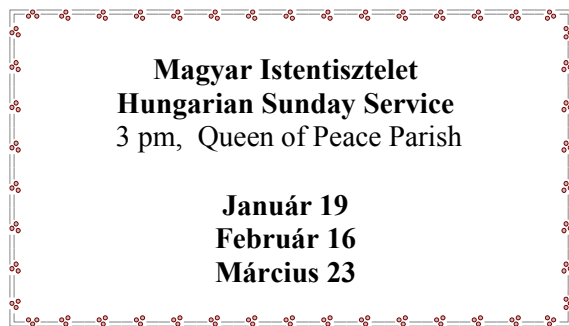 Magyar Istentisztelet
Hungarian Sunday Service
3 pm, Queen of Peace Parish
Január 19
Február 16
Március 23